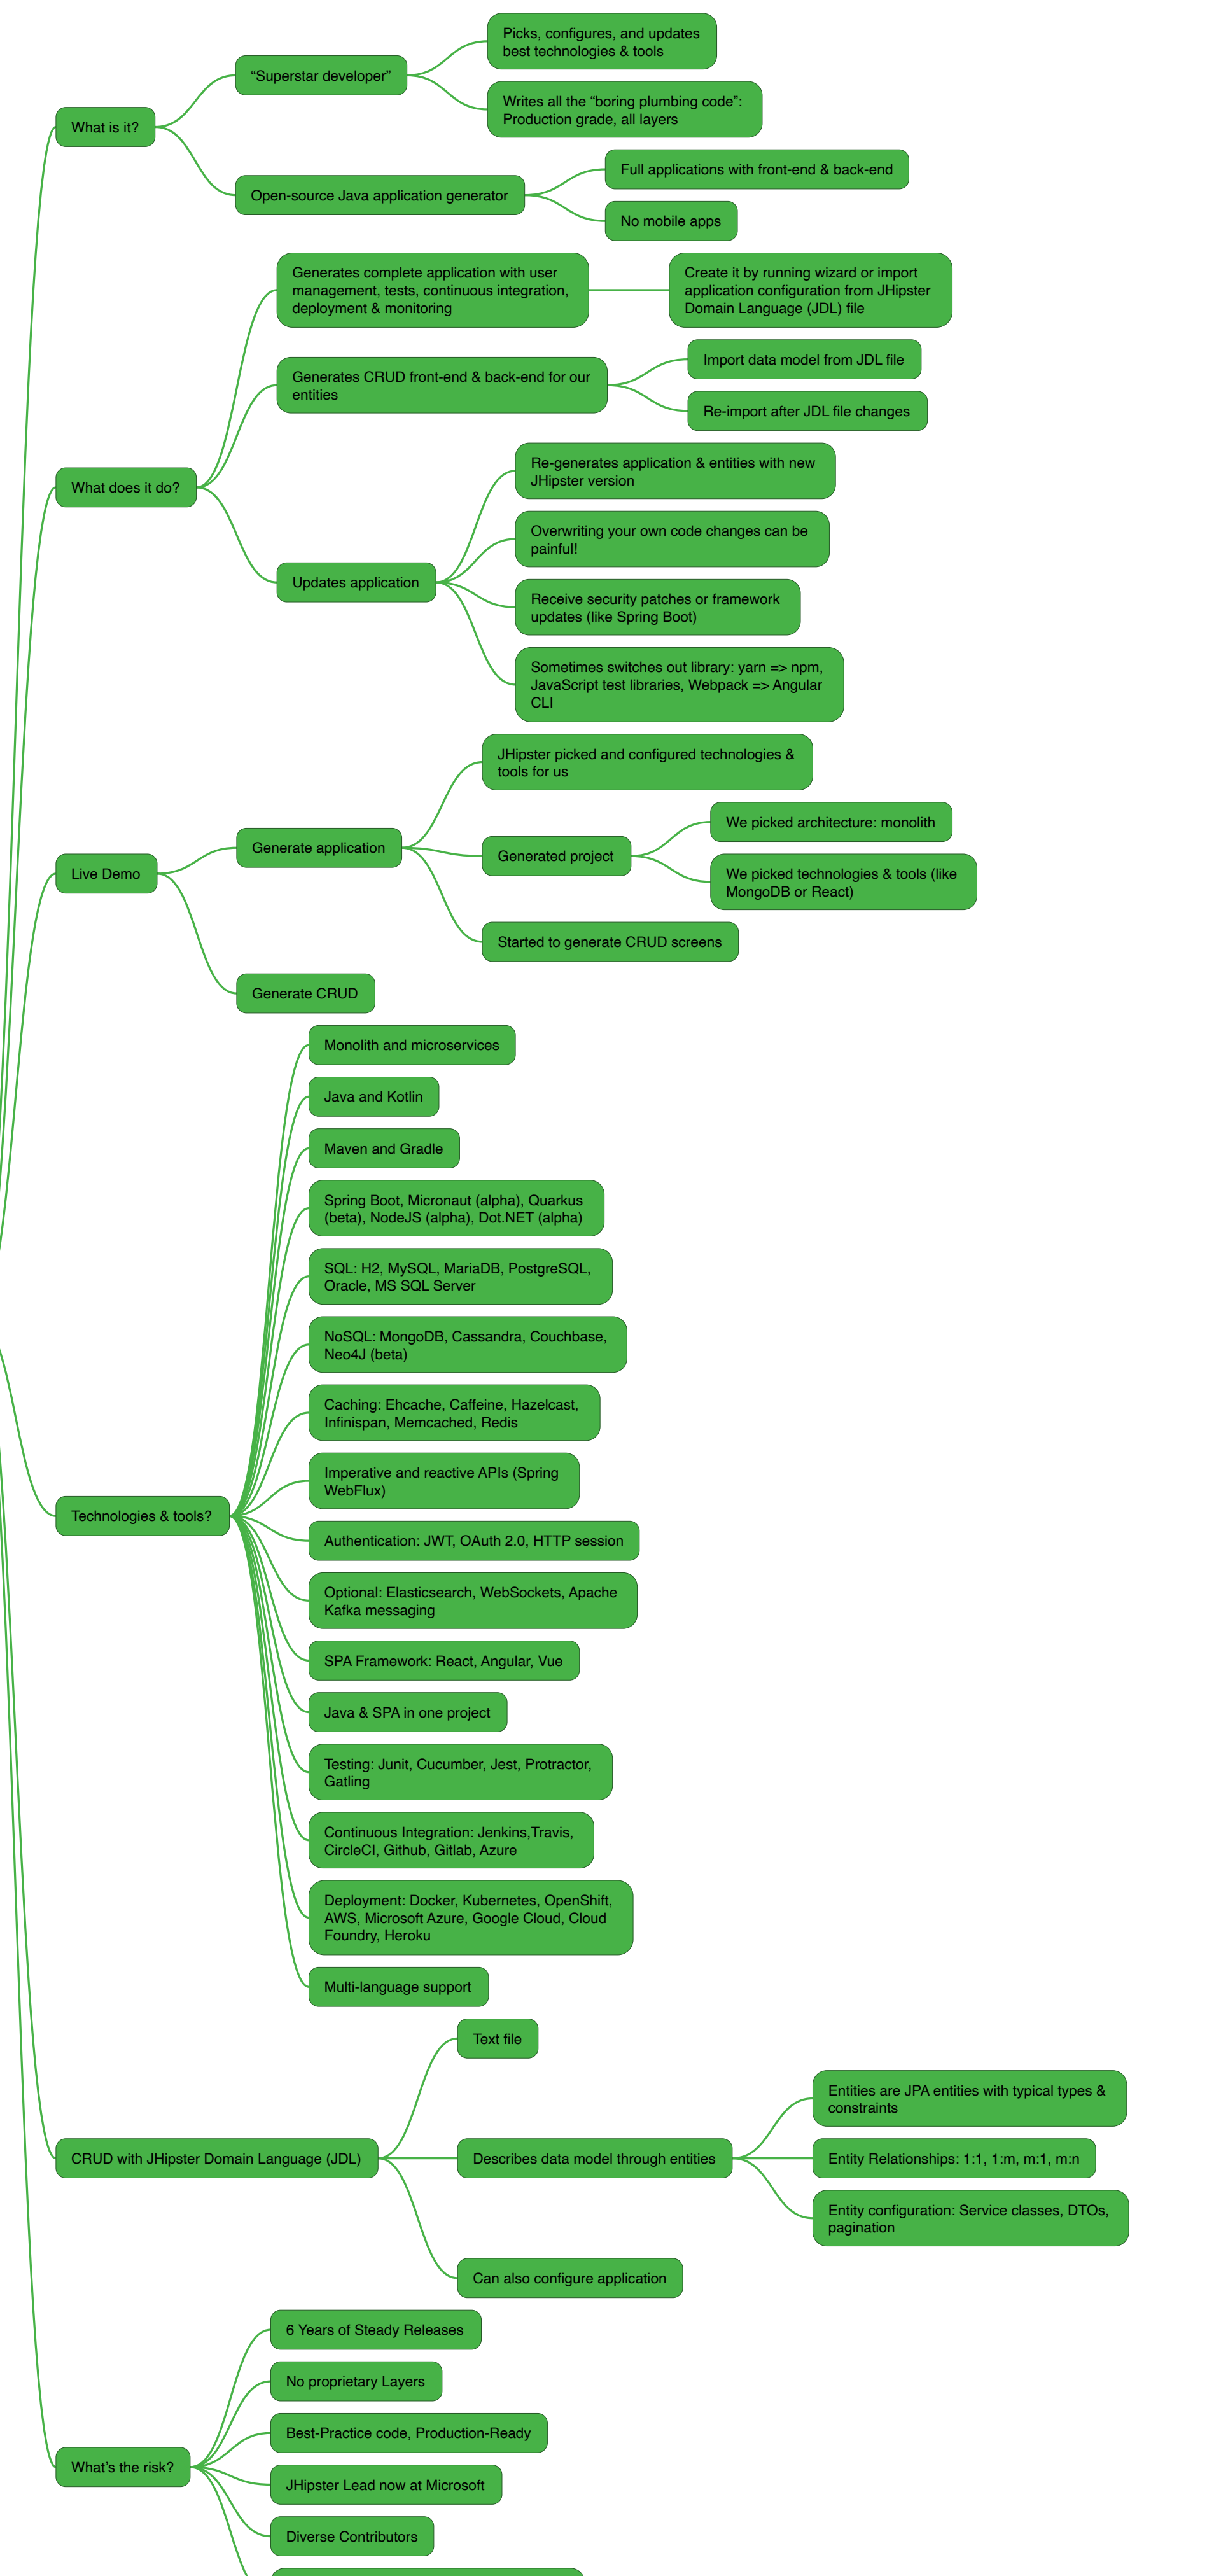 Picks, configures, and updates
best technologies & tools
“Superstar developer”
Writes all the “boring plumbing code”:
Production grade, all layers
What is it?
Full applications with front-end & back-end
Open-source Java application generator
No mobile apps
Generates complete application with user
management, tests, continuous integration,
deployment & monitoring
Create it by running wizard or import
application configuration from JHipster
Domain Language (JDL) file
Import data model from JDL file
Generates CRUD front-end & back-end for our
entities
Re-import after JDL file changes
What does it do?
Re-generates application & entities with new
JHipster version
Overwriting your own code changes can be
painful!
Updates application
Receive security patches or framework
updates (like Spring Boot)
Sometimes switches out library: yarn => npm,
JavaScript test libraries, Webpack => Angular
CLI
JHipster picked and configured technologies &
tools for us
Generate application
We picked architecture: monolith
Generated project
We picked technologies & tools (like
MongoDB or React)
Live Demo
Started to generate CRUD screens
Generate CRUD
Monolith and microservices
Java and Kotlin
Maven and Gradle
Spring Boot, Micronaut (alpha), Quarkus
(beta), NodeJS (alpha), Dot.NET (alpha)
SQL: H2, MySQL, MariaDB, PostgreSQL,
Oracle, MS SQL Server
NoSQL: MongoDB, Cassandra, Couchbase,
Neo4J (beta)
Caching: Ehcache, Caffeine, Hazelcast,
Infinispan, Memcached, Redis
Imperative and reactive APIs (Spring
WebFlux)
Technologies & tools?
Authentication: JWT, OAuth 2.0, HTTP session
Optional: Elasticsearch, WebSockets, Apache
Kafka messaging
SPA Framework: React, Angular, Vue
Java & SPA in one project
Testing: Junit, Cucumber, Jest, Protractor,
Gatling
Continuous Integration: Jenkins,Travis,
CircleCI, Github, Gitlab, Azure
Deployment: Docker, Kubernetes, OpenShift,
AWS, Microsoft Azure, Google Cloud, Cloud
Foundry, Heroku
Multi-language support
Text file
Entities are JPA entities with typical types &
constraints
CRUD with JHipster Domain Language (JDL)
Describes data model through entities
Entity Relationships: 1:1, 1:m, m:1, m:n
Entity configuration: Service classes, DTOs,
pagination
Can also configure application
6 Years of Steady Releases
No proprietary Layers
Best-Practice code, Production-Ready
What’s the risk?
JHipster Lead now at Microsoft
Diverse Contributors